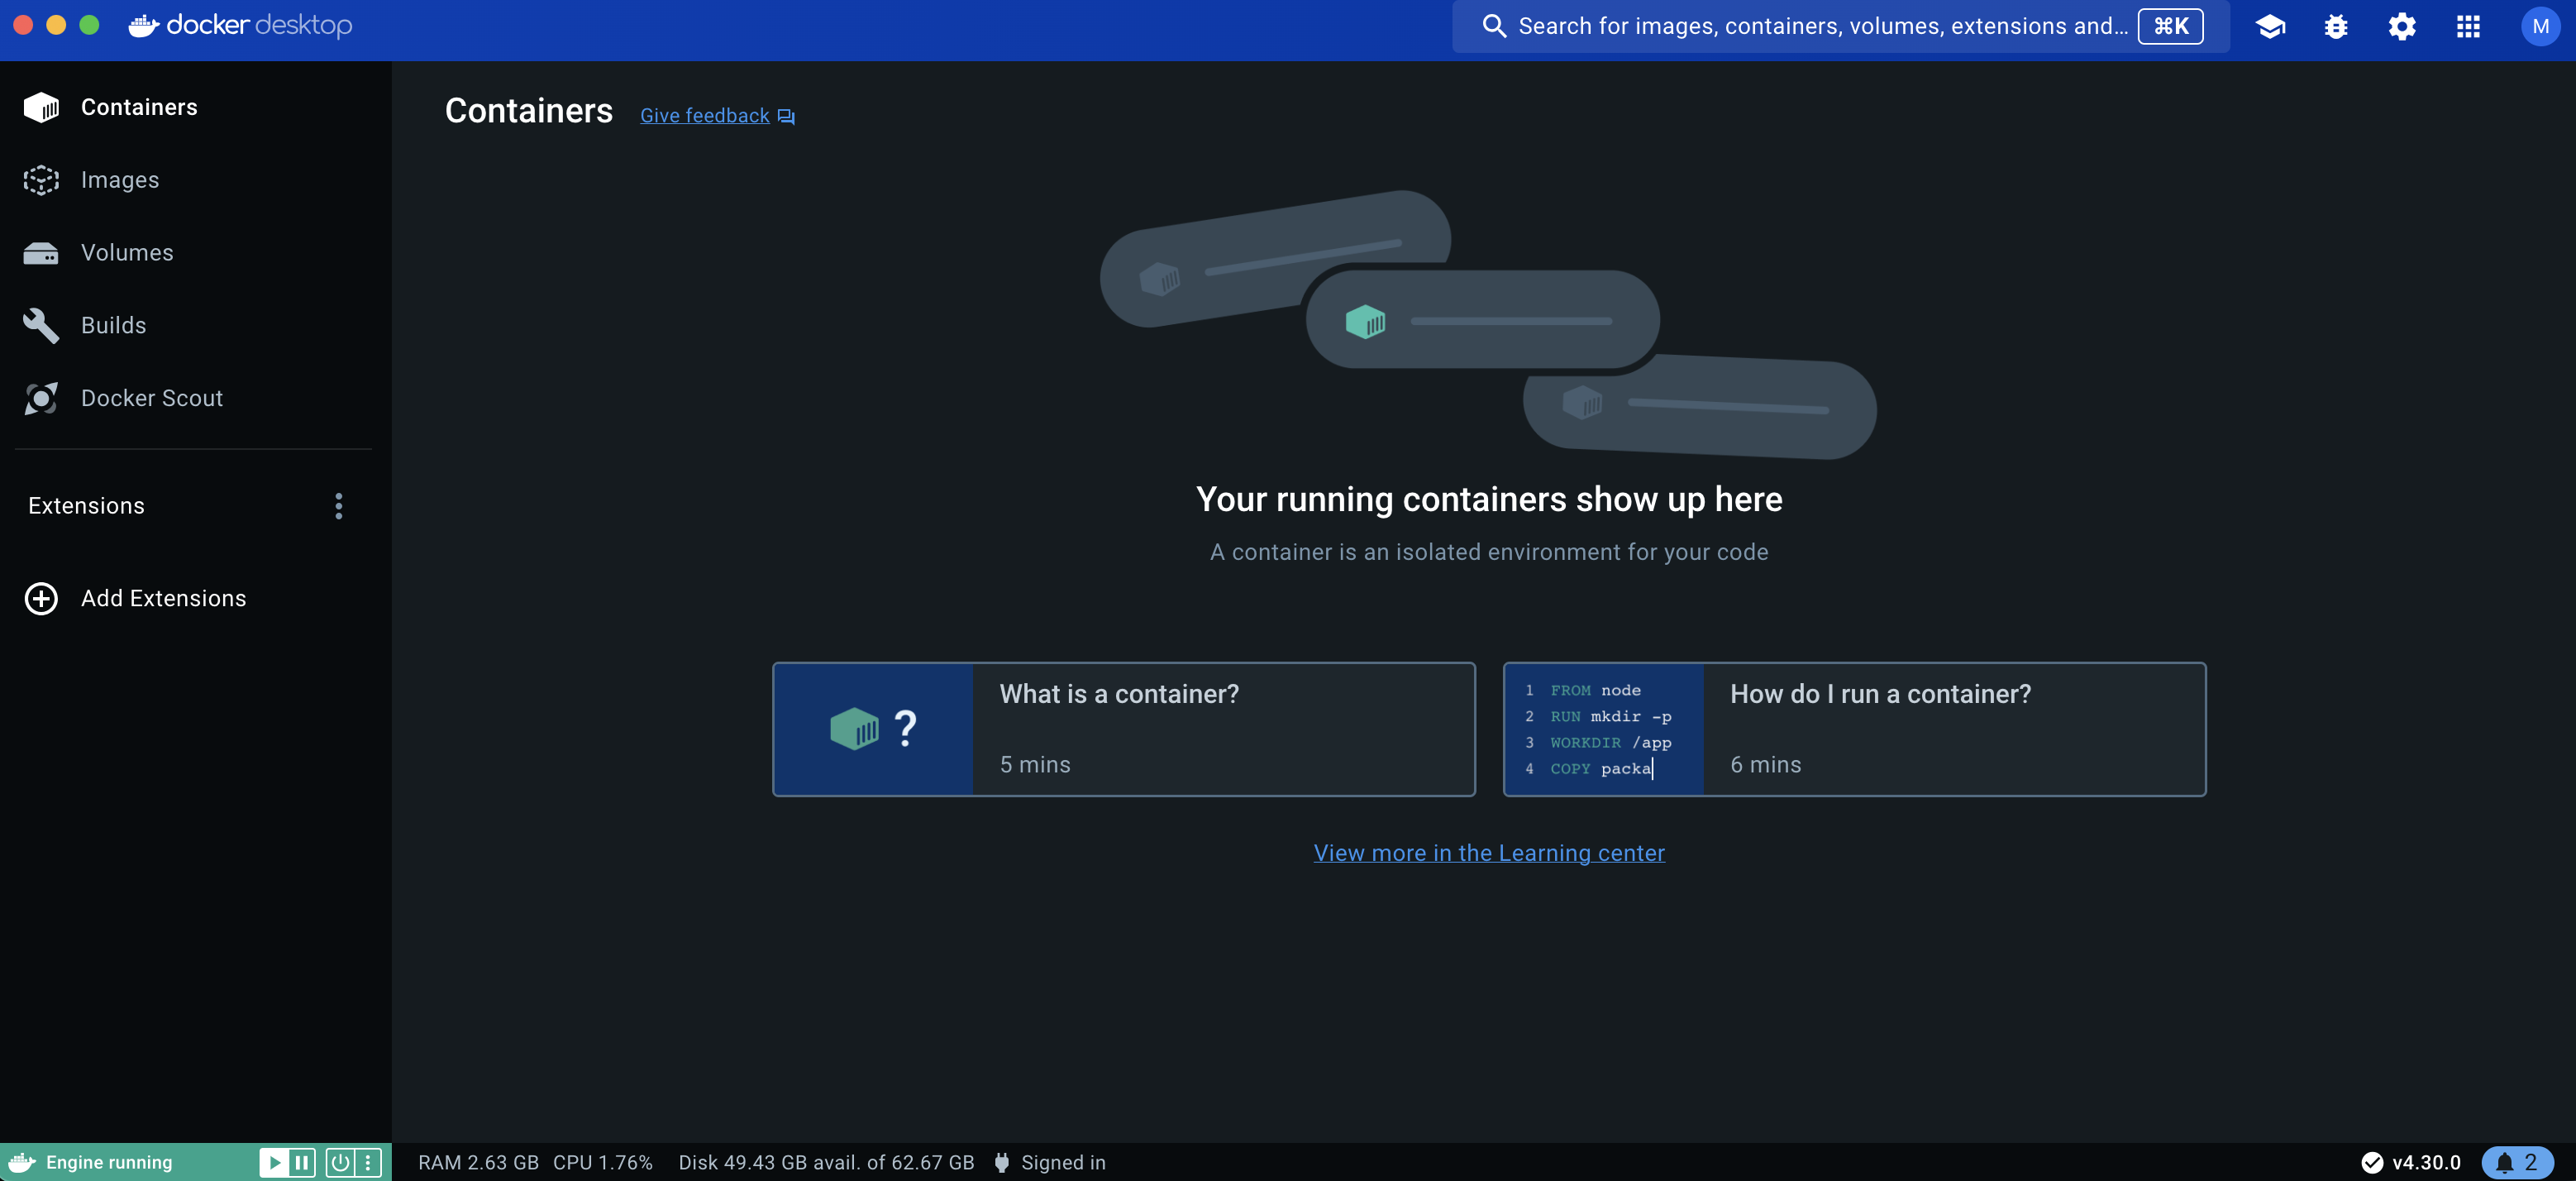 docker desktop
Search for images, containers, volumes, extensions and... ⌘K
M
Containers
Images
Volumes
Builds
Docker Scout
Extensions
Add Extensions
Containers Give feedback
Your running containers show up here
A container is an isolated environment for your code
?
What is a container?
5 mins
1 FROM node
2 RUN mkdir -p
3 WORKDIR /app
4 COPY packa
How do I run a container?
6 mins
View more in the Learning center
Engine running
RAM 2.63 GB CPU 1.76% Disk 49.43 GB avail. of 62.67 GB Signed in
v4.30.0 2